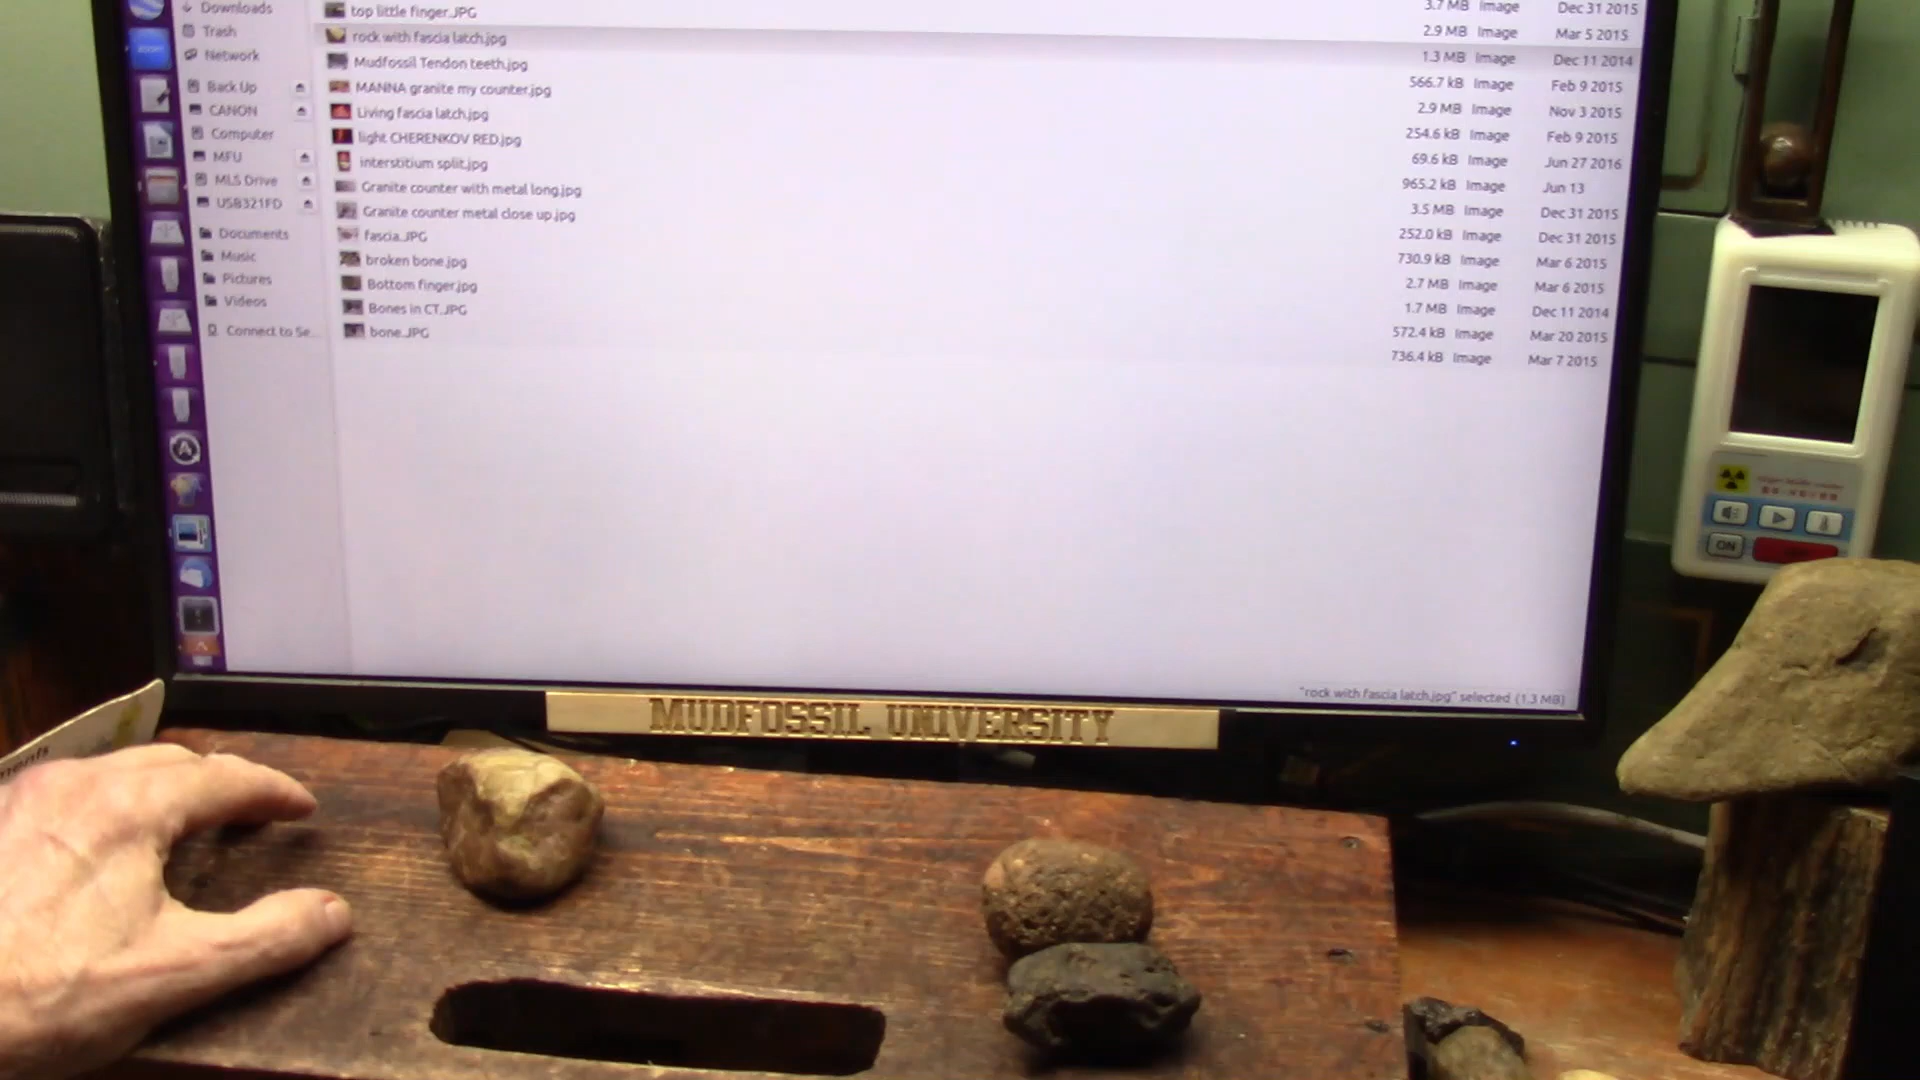 Downloads
Trash
Network
Back Up
CANON
Computer
MFU
MLS Drive
USB321FD
Documents
Music
Pictures
Videos
Connect to Se...
top little finger.JPG 3.7 MB Image Dec 31 2015
rock with fascia latch.jpg 2.9 MB Image Mar 5 2015
Mudfossil Tendon teeth.jpg 1.3 MB Image Dec 11 2014
MANNA granite my counter.jpg 566.7 kB Image Feb 9 2015
Living fascia latch.jpg 2.9 MB Image Nov 3 2015
light CHERENKOV RED.jpg 254.6 kB Image Feb 9 2015
interstitium split.jpg 69.6 kB Image Jun 27 2016
Granite counter with metal long.jpg 965.2 kB Image Jun 13
Granite counter metal close up.jpg 3.5 MB Image Dec 31 2015
fascia.JPG 252.0 kB Image Dec 31 2015
broken bone.jpg 730.9 kB Image Mar 6 2015
Bottom finger.jpg 2.7 MB Image Mar 6 2015
Bones in CT.JPG 1.7 MB Image Dec 11 2014
bone.JPG 572.4 kB Image Mar 20 2015
736.4 kB Image Mar 7 2015
"rock with fascia latch.jpg" selected (1.3 MB)
MUDFOSSIL UNIVERSITY
ON